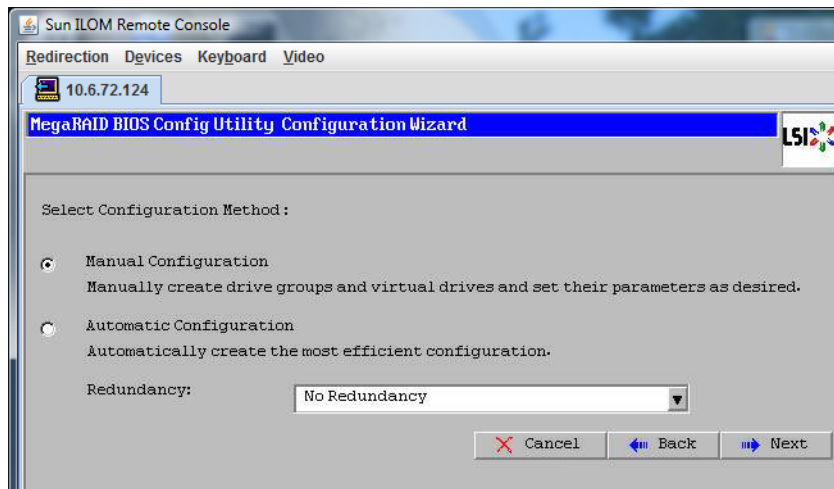 Sun ILOM Remote Console
Redirection Devices Keyboard Video
10.6.72.124
MegaRAID BIOS Config Utility Configuration Wizard
LSI
Select Configuration Method:
Manual Configuration
Manually create drive groups and virtual drives and set their parameters as desired.
Automatic Configuration
Automatically create the most efficient configuration.
Redundancy: No Redundancy
Cancel Back Next